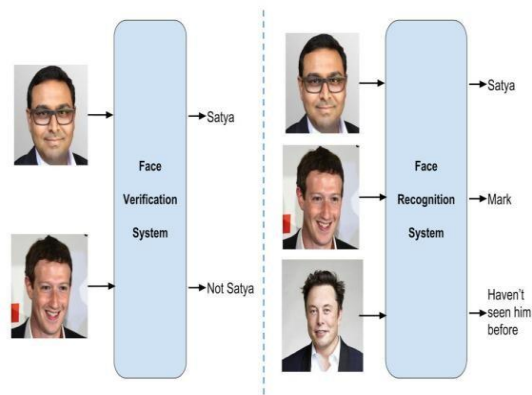 Face
Verification
System
Satya
Not Satya
Face
Recognition
System
Satya
Mark
Haven't
seen him
before